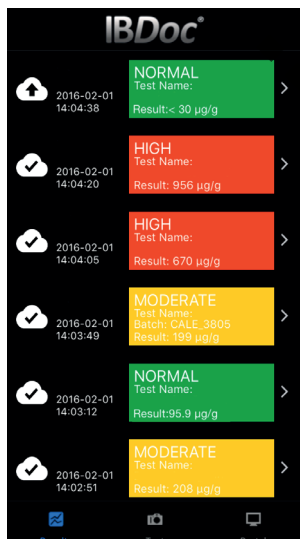 IBDoc®
NORMAL
Test Name:
2016-02-01
14:04:38
Result:< 30 µg/g
HIGH
Test Name:
2016-02-01
14:04:20
Result: 956 µg/g
HIGH
Test Name:
2016-02-01
14:04:05
Result: 670 µg/g
MODERATE
Test Name:
2016-02-01
Batch: CALE_3805
14:03:49
Result: 199 µg/g
NORMAL
Test Name:
2016-02-01
14:03:12
Result:95.9 µg/g
MODERATE
Test Name:
2016-02-01
14:02:51
Result: 208 µg/g